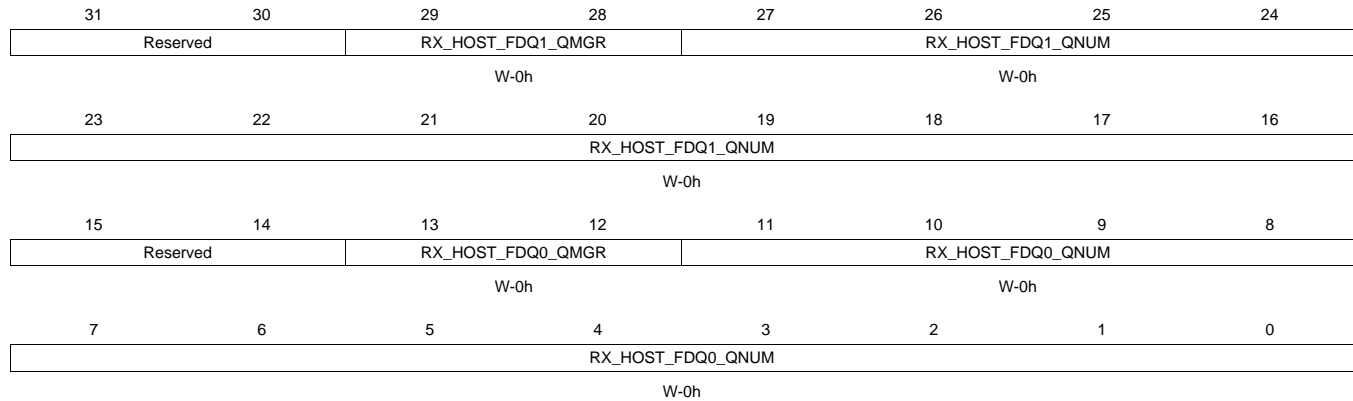 31 30 29 28 27 26 25 24
Reserved RX_HOST_FDQ1_QMGR RX_HOST_FDQ1_QNUM
W-0h W-0h
23 22 21 20 19 18 17 16
RX_HOST_FDQ1_QNUM
W-0h
15 14 13 12 11 10 9 8
Reserved RX_HOST_FDQ0_QMGR RX_HOST_FDQ0_QNUM
W-0h W-0h
7 6 5 4 3 2 1 0
RX_HOST_FDQ0_QNUM
W-0h